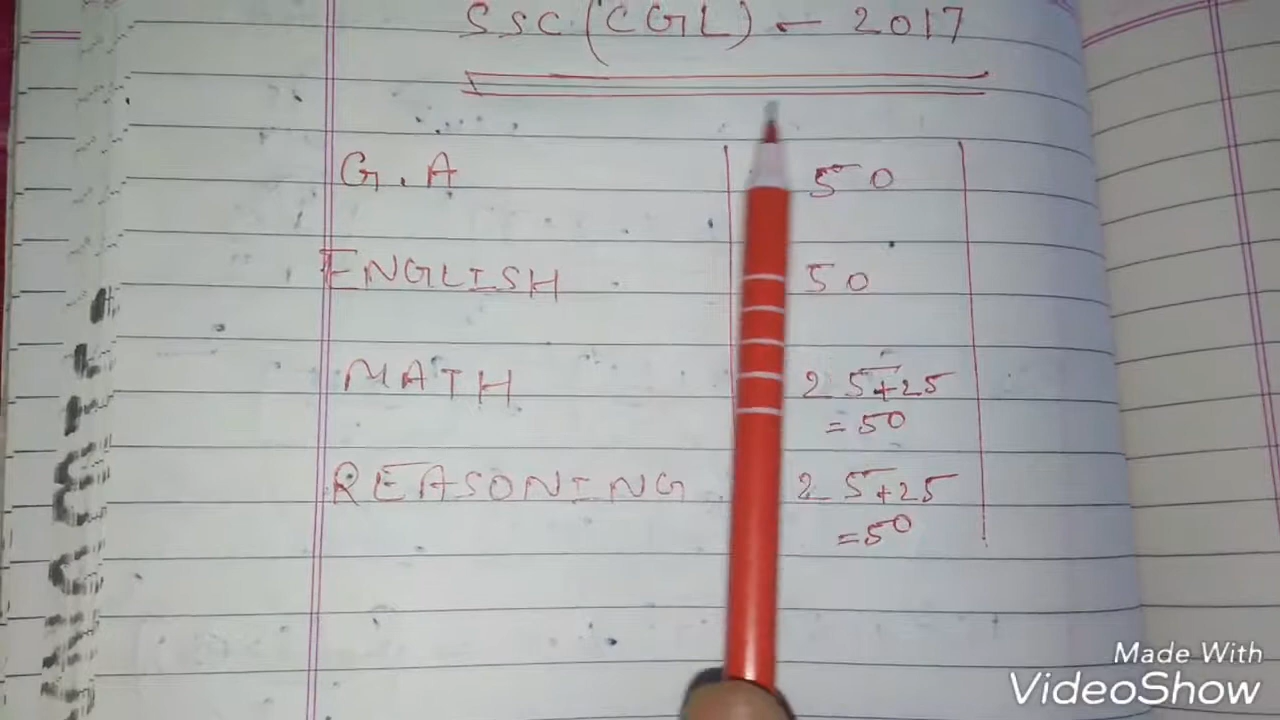 SSC (CGL) - 2017
G.A 50
ENGLISH 50
MATH 25+25
=50
REASONING 25+25
=50
Made With
VideoShow